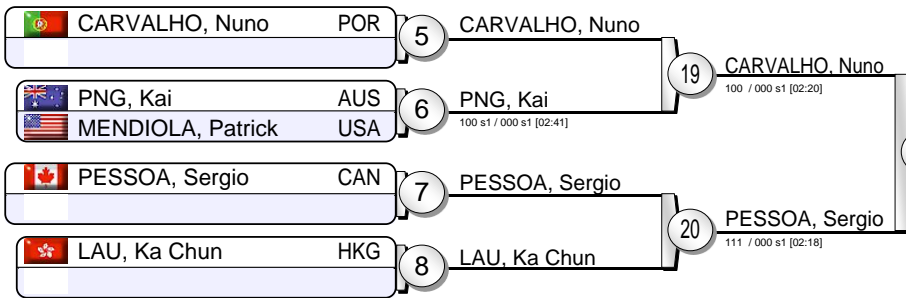 CARVALHO, Nuno POR
5
CARVALHO, Nuno
19
CARVALHO, Nuno
100 / 000 s1 [02:20]
PNG, Kai AUS
MENDIOLA, Patrick USA
6
PNG, Kai
100 s1 / 000 s1 [02:41]
PESSOA, Sergio CAN
7
PESSOA, Sergio
20
PESSOA, Sergio
111 / 000 s1 [02:18]
LAU, Ka Chun HKG
8
LAU, Ka Chun